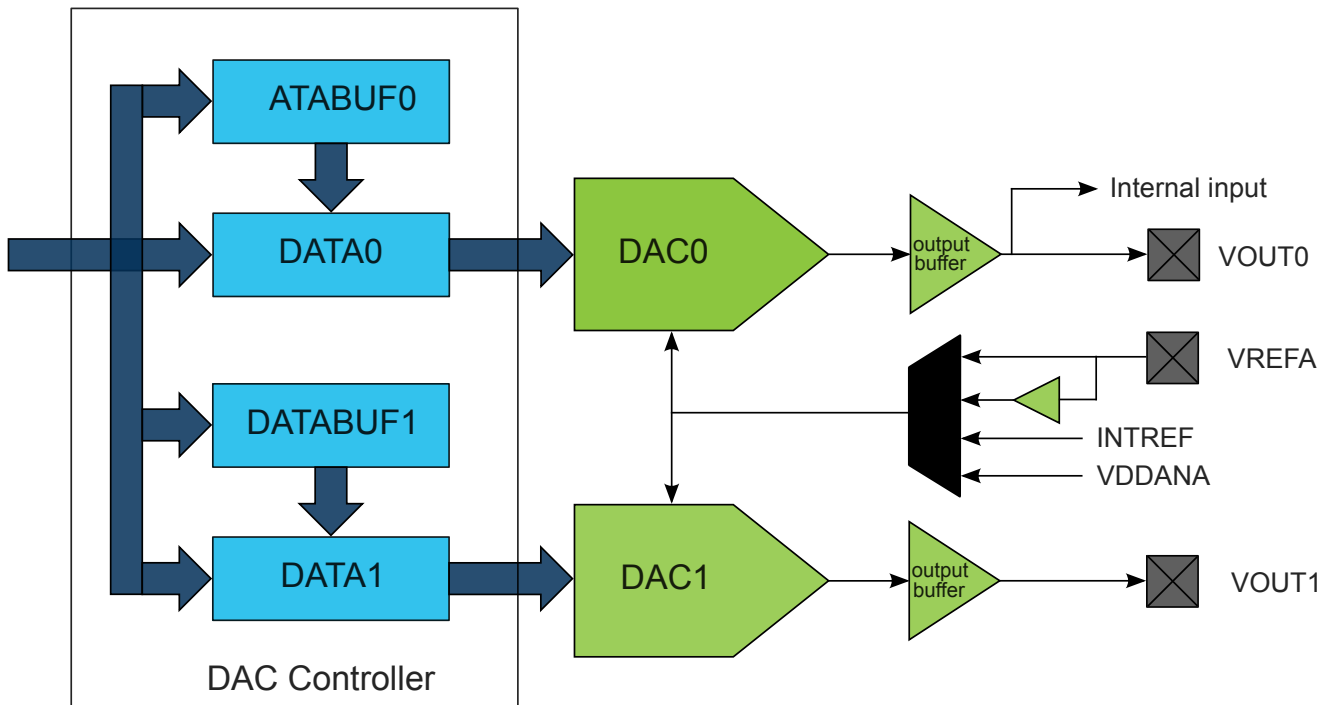 ATABUF0
Internal input
DATA0
DAC0
output
buffer
VOUT0
VREFA
DATABUF1
INTREF
VDDANA
DATA1
DAC1
output
buffer
VOUT1
DAC Controller